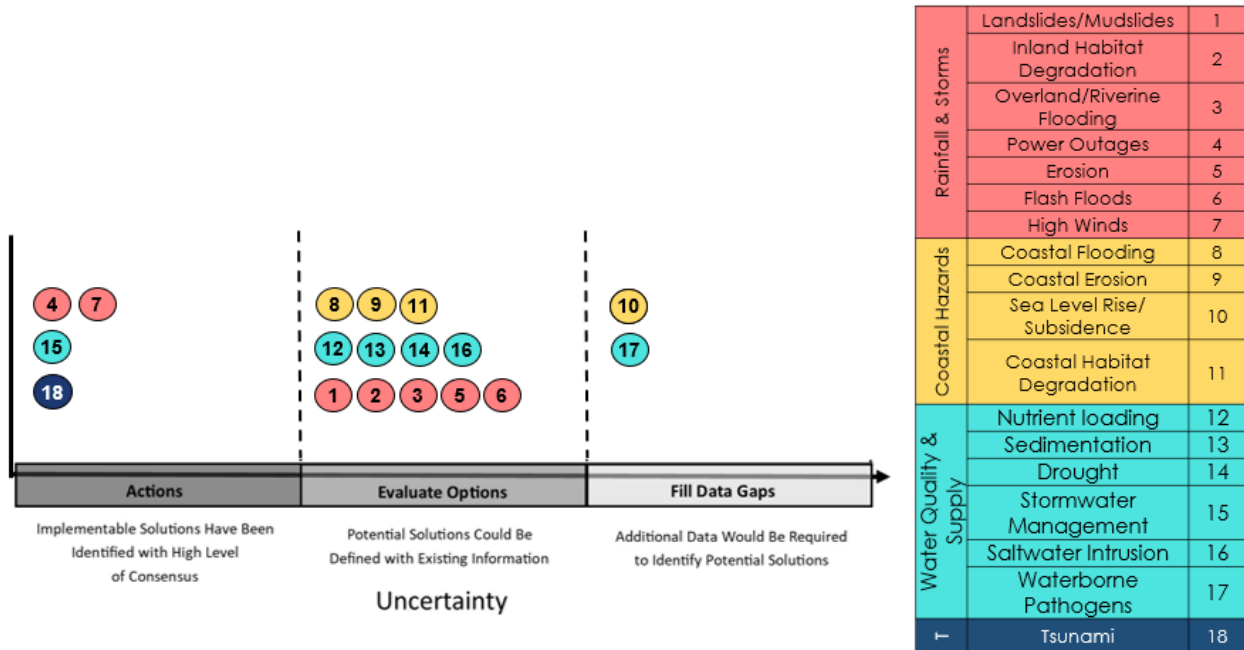 4 7
15
18
8 9 11
12 13 14 16
1 2 3 5 6
10
17
Actions
Evaluate Options
Fill Data Gaps
Implementable Solutions Have Been
Identified with High Level
of Consensus
Potential Solutions Could Be
Defined with Existing Information
Additional Data Would Be Required
to Identify Potential Solutions
Uncertainty
Rainfall & Storms
Landslides/Mudslides 1
Inland Habitat
Degradation 2
Overland/Riverine
Flooding 3
Power Outages 4
Erosion 5
Flash Floods 6
High Winds 7
Coastal Hazards
Coastal Flooding 8
Coastal Erosion 9
Sea Level Rise/
Subsidence 10
Coastal Habitat
Degradation 11
Water Quality &
Supply
Nutrient loading 12
Sedimentation 13
Drought 14
Stormwater
Management 15
Saltwater Intrusion 16
Waterborne
Pathogens 17
T
Tsunami 18